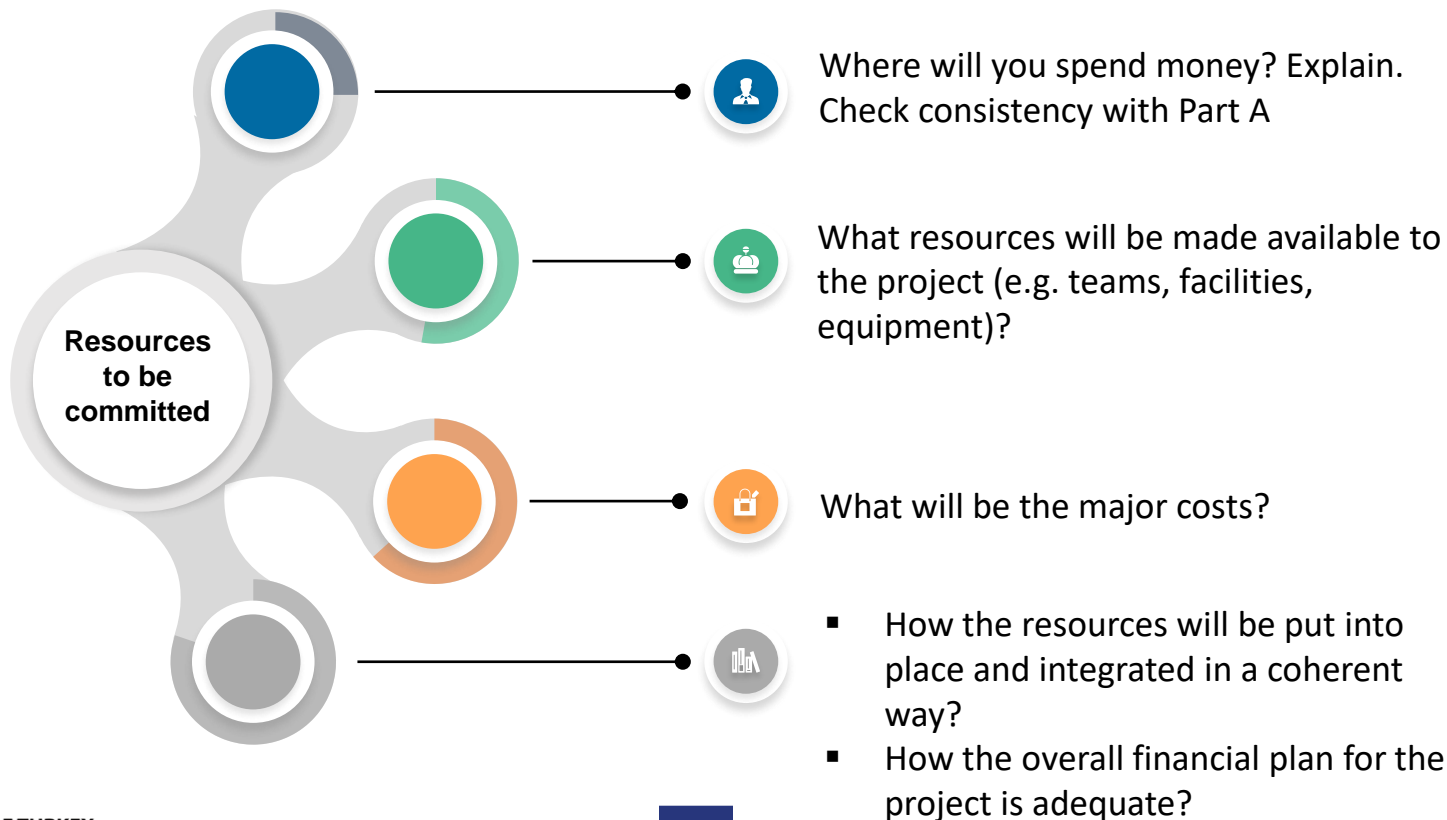 Where will you spend money? Explain.
Check consistency with Part A
What resources will be made available to
the project (e.g. teams, facilities,
equipment)?
Resources
to be
committed
What will be the major costs?
▪ How the resources will be put into
place and integrated in a coherent
way?
▪ How the overall financial plan for the
project is adequate?